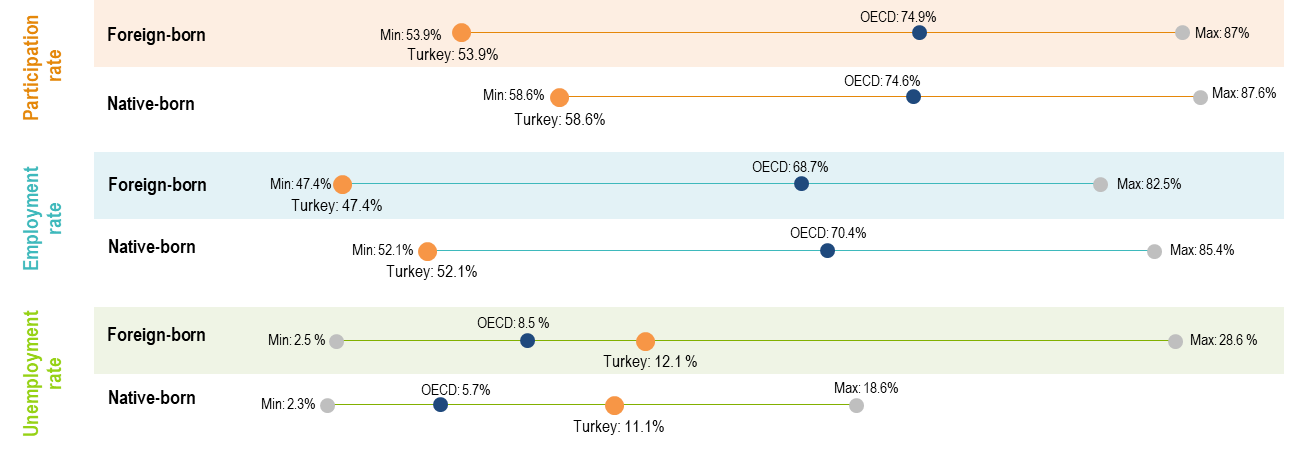 Participation
rate
Foreign-born
Min: 53.9%
Turkey: 53.9%
OECD: 74.9%
Max: 87%
Native-born
Min: 58.6%
Turkey: 58.6%
OECD: 74.6%
Max: 87.6%
Employment
rate
Foreign-born
Min: 47.4%
Turkey: 47.4%
OECD: 68.7%
Max: 82.5%
Native-born
Min: 52.1%
Turkey: 52.1%
OECD: 70.4%
Max: 85.4%
Unemployment
rate
Foreign-born
Min: 2.5 %
OECD: 8.5 %
Turkey: 12.1 %
Max: 28.6 %
Native-born
Min: 2.3%
OECD: 5.7%
Turkey: 11.1%
Max: 18.6%